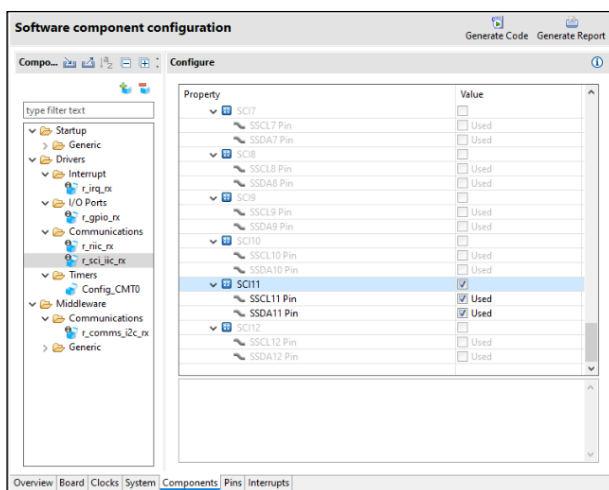 Software component configuration
Generate Code Generate Report
Compo...
Configure
type filter text
Startup
Generic
Drivers
Interrupt
r_irq_rx
I/O Ports
r_gpio_rx
Communications
r_riic_rx
r_sci_iic_rx
Timers
Config_CMT0
Middleware
Communications
r_comms_i2c_rx
Generic
Property Value
SCI7
SSCL7 Pin Used
SSDA7 Pin Used
SCI8
SSCL8 Pin Used
SSDA8 Pin Used
SCI9
SSCL9 Pin Used
SSDA9 Pin Used
SCI10
SSCL10 Pin Used
SSDA10 Pin Used
SCI11
SSCL11 Pin Used
SSDA11 Pin Used
SCI12
SSCL12 Pin Used
SSDA12 Pin Used
Overview Board Clocks System Components Pins Interrupts